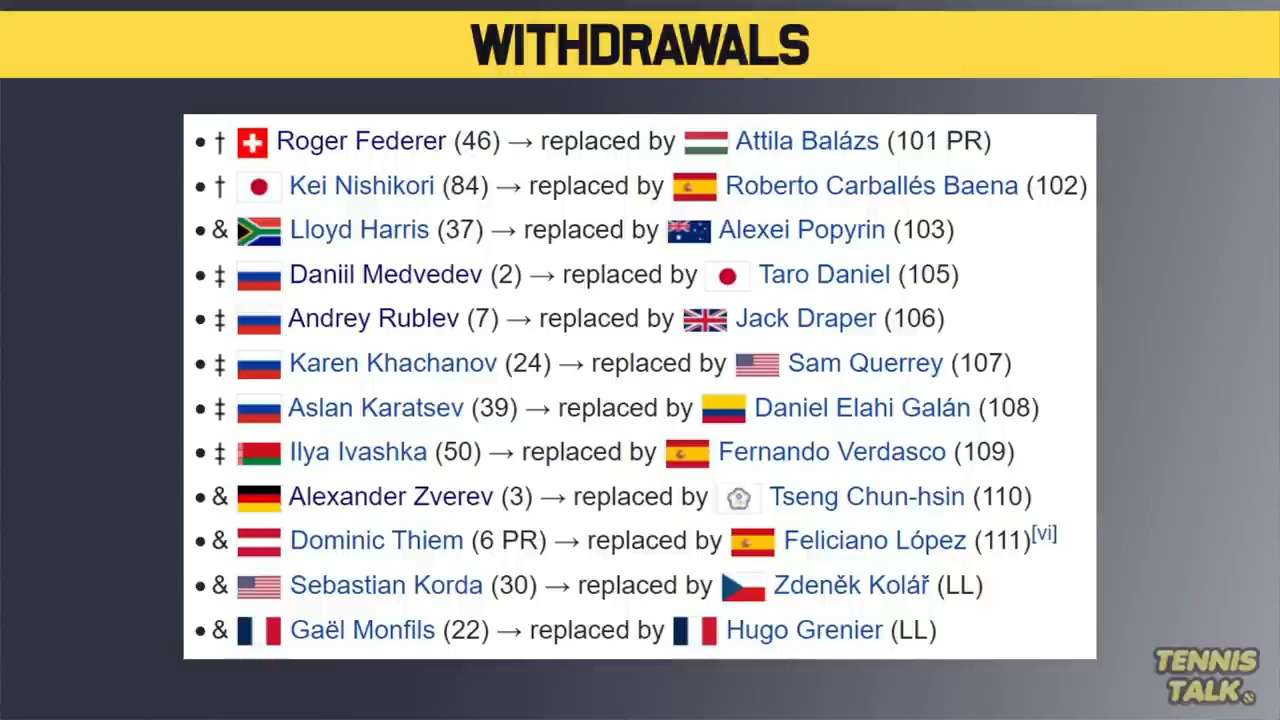 WITHDRAWALS
• † Roger Federer (46) → replaced by Attila Balázs (101 PR)
• † Kei Nishikori (84) → replaced by Roberto Carballés Baena (102)
• & Lloyd Harris (37) → replaced by Alexei Popyrin (103)
• ‡ Daniil Medvedev (2) → replaced by Taro Daniel (105)
• ‡ Andrey Rublev (7) → replaced by Jack Draper (106)
• ‡ Karen Khachanov (24) → replaced by Sam Querrey (107)
• ‡ Aslan Karatsev (39) → replaced by Daniel Elahi Galán (108)
• ‡ Ilya Ivashka (50) → replaced by Fernando Verdasco (109)
• & Alexander Zverev (3) → replaced by Tseng Chun-hsin (110)
• & Dominic Thiem (6 PR) → replaced by Feliciano López (111)[vi]
• & Sebastian Korda (30) → replaced by Zdeněk Kolář (LL)
• & Gaël Monfils (22) → replaced by Hugo Grenier (LL)
TENNIS
TALK